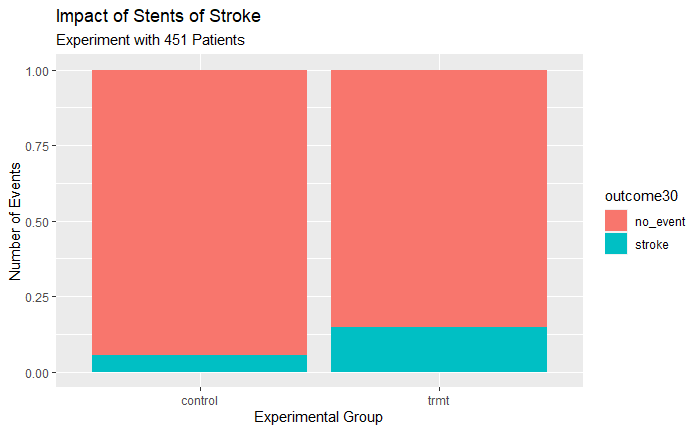 Impact of Stents of Stroke
Experiment with 451 Patients
1.00
0.75
0.50
0.25
0.00
Number of Events
control
trmt
Experimental Group
outcome30
no_event
stroke